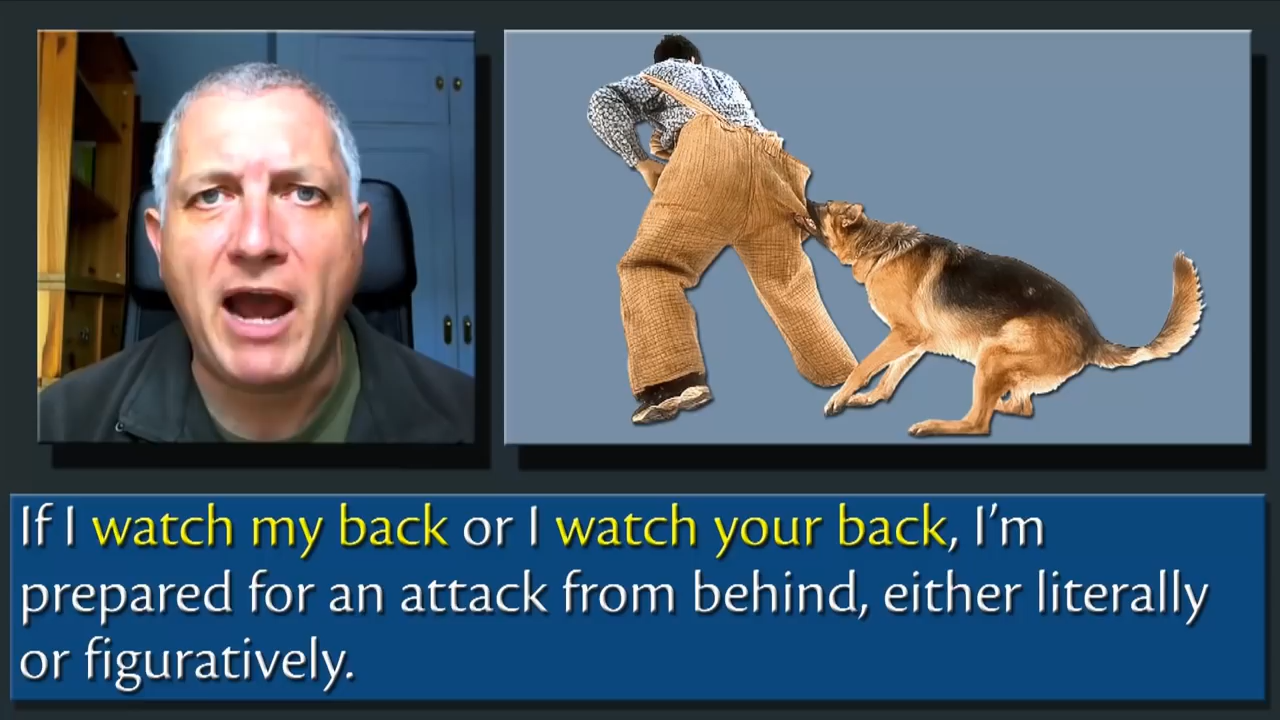 If I watch my back or I watch your back, I’m
prepared for an attack from behind, either literally
or figuratively.